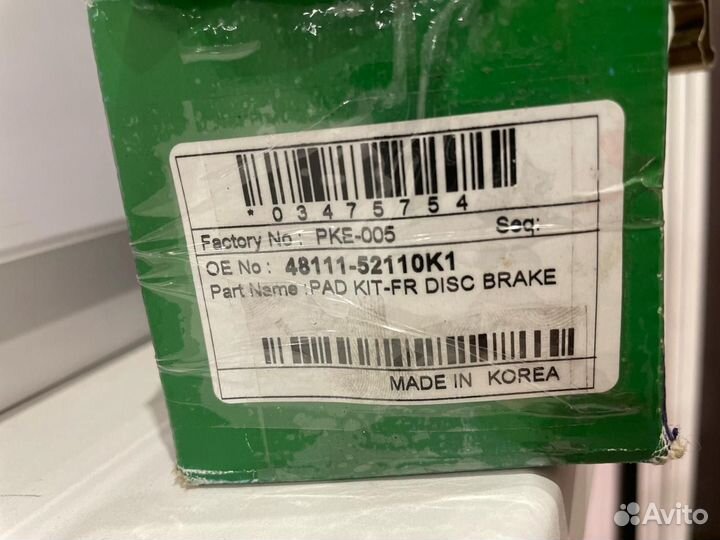 *03475754
Factory No : PKE-005 Seq:
OE No : 48111-52110K1
Part Name :PAD KIT-FR DISC BRAKE
MADE IN KOREA
Avito